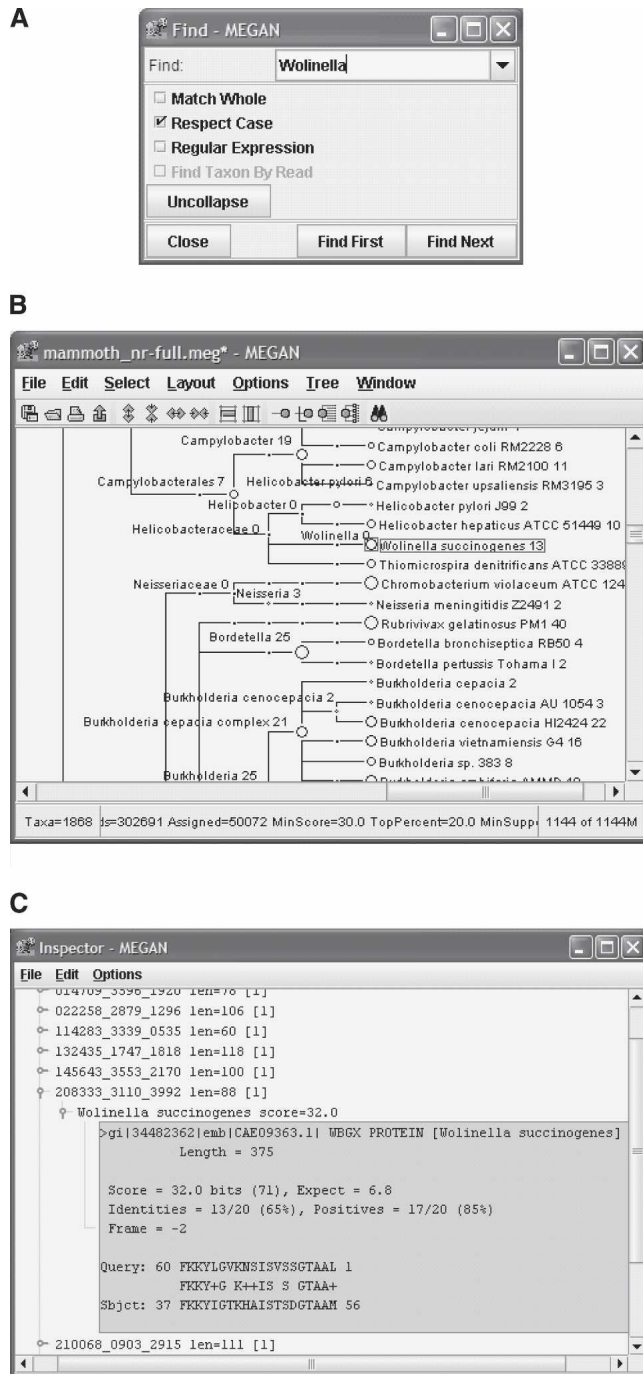 A
Find - MEGAN
Find: Wolinella
Match Whole
Respect Case
Regular Expression
Find Taxon By Read
Uncollapse
Close Find First Find Next
B
mammoth_nr-full.meg* - MEGAN
File Edit Select Layout Options Tree Window
Campylobacter 19
Campylobacter coli RM2228 6
Campylobacter lari RM2100 11
Campylobacterales 7
Helicobacter pylori 6
Campylobacter upsaliensis RM3195 3
Helicobacter 0
Helicobacter pylori J99 2
Helicobacter hepaticus ATCC 51449 10
Helicobacteraceae 0
Wolinella 0
Wolinella succinogenes 13
Thiomicrospira denitrificans ATCC 33889
Neisseriaceae 0
Chromobacterium violaceum ATCC 124
Neisseria 3
Neisseria meningitidis Z2491 2
Rubrivivax gelatinosus PM1 40
Bordetella 25
Bordetella bronchiseptica RB50 4
Bordetella pertussis Tohama I 2
Burkholderia cepacia 2
Burkholderia cenocepacia 2
Burkholderia cenocepacia AU 1054 3
Burkholderia cepacia complex 21
Burkholderia cenocepacia HI2424 22
Burkholderia vietnamiensis G4 16
Burkholderia sp. 383 8
Burkholderia 25
Taxa=1868 ds=302691 Assigned=50072 MinScore=30.0 TopPercent=20.0 MinSupp 1144 of 1144M
C
Inspector - MEGAN
File Edit Options
014709_3596_1920 len=78 [1]
022258_2879_1296 len=106 [1]
114283_3339_0535 len=60 [1]
132435_1747_1818 len=118 [1]
145643_3553_2170 len=100 [1]
208333_3110_3992 len=88 [1]
Wolinella succinogenes score=32.0
>gi|34482362|emb|CAE09363.1| WBGX PROTEIN [Wolinella succinogenes]
Length = 375
Score = 32.0 bits (71), Expect = 6.8
Identities = 13/20 (65%), Positives = 17/20 (85%)
Frame = -2
Query: 60 FKKYLGVKNSISVSSGTAAL 1
FKKY+G K++IS S GTAA+
Sbjct: 37 FKKYIGTKHAISTSDGTAAM 56
210068_0903_2915 len=111 [1]